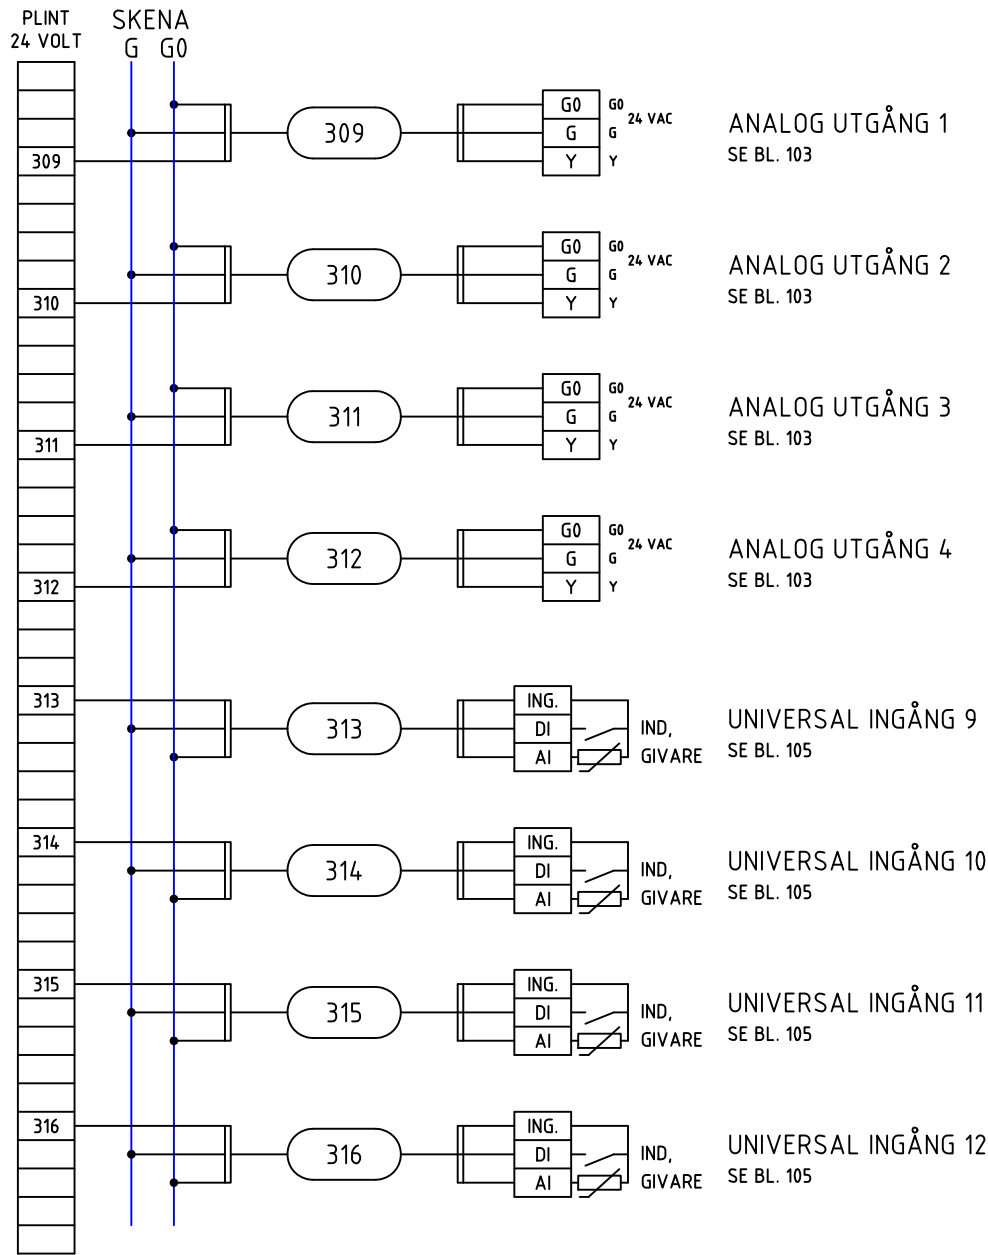 PLINT
24 VOLT
SKENA
G G0
309
309
G0
G
Y
G0
G
Y
24 VAC
ANALOG UTGÅNG 1
SE BL. 103
310
310
G0
G
Y
G0
G
Y
24 VAC
ANALOG UTGÅNG 2
SE BL. 103
311
311
G0
G
Y
G0
G
Y
24 VAC
ANALOG UTGÅNG 3
SE BL. 103
312
312
G0
G
Y
G0
G
Y
24 VAC
ANALOG UTGÅNG 4
SE BL. 103
313
313
ING.
DI
AI
IND,
GIVARE
UNIVERSAL INGÅNG 9
SE BL. 105
314
314
ING.
DI
AI
IND,
GIVARE
UNIVERSAL INGÅNG 10
SE BL. 105
315
315
ING.
DI
AI
IND,
GIVARE
UNIVERSAL INGÅNG 11
SE BL. 105
316
316
ING.
DI
AI
IND,
GIVARE
UNIVERSAL INGÅNG 12
SE BL. 105